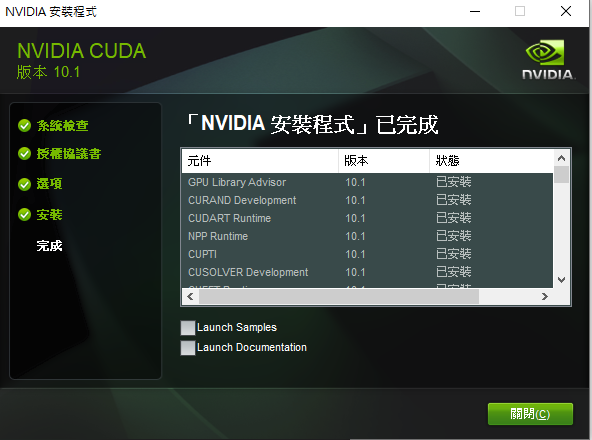 NVIDIA 安裝程式
NVIDIA CUDA
版本 10.1
NVIDIA.
系統檢查
授權協議書
選項
安裝
完成
「NVIDIA 安裝程式」已完成
元件 版本 狀態
GPU Library Advisor 10.1 已安裝
CURAND Development 10.1 已安裝
CUDART Runtime 10.1 已安裝
NPP Runtime 10.1 已安裝
CUPTI 10.1 已安裝
CUSOLVER Development 10.1 已安裝
Launch Samples
Launch Documentation
關閉(C)